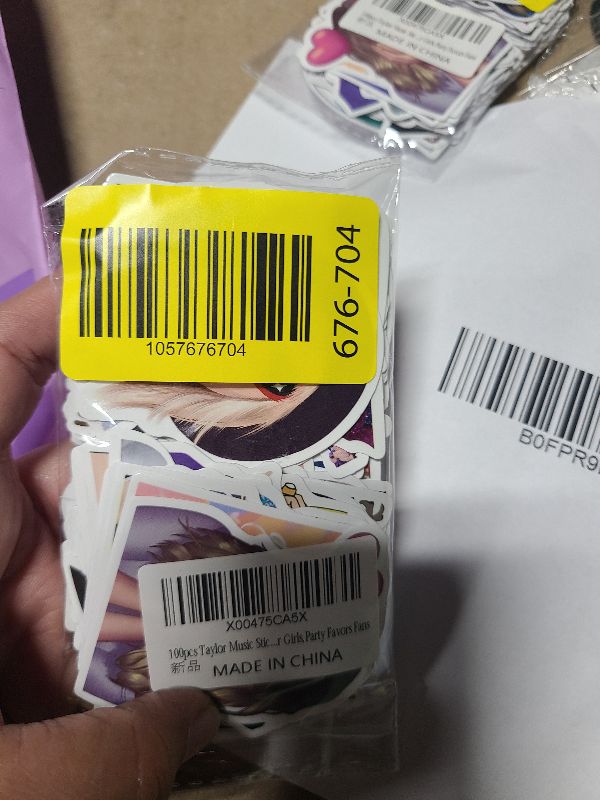 MADE IN CHINA
1057676704
676-704
B0FPR9
X00475CA5X
100pcs Taylor Music Stic...r Girls,Party Favors Fans
新品 MADE IN CHINA